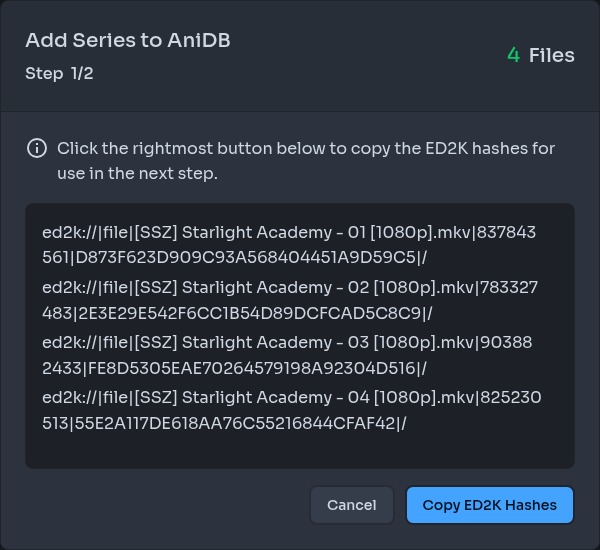 Add Series to AniDB
Step 1/2
4 Files
Click the rightmost button below to copy the ED2K hashes for
use in the next step.
ed2k://|file|[SSZ] Starlight Academy - 01 [1080p].mkv|837843
561|D873F623D909C93A568404451A9D59C5|/
ed2k://|file|[SSZ] Starlight Academy - 02 [1080p].mkv|783327
483|2E3E29E542F6CC1B54D89DCFCAD5C8C9|/
ed2k://|file|[SSZ] Starlight Academy - 03 [1080p].mkv|90388
2433|FE8D5305EAE70264579198A92304D516|/
ed2k://|file|[SSZ] Starlight Academy - 04 [1080p].mkv|825230
513|55E2A117DE618AA76C55216844CFAF42|/
Cancel
Copy ED2K Hashes